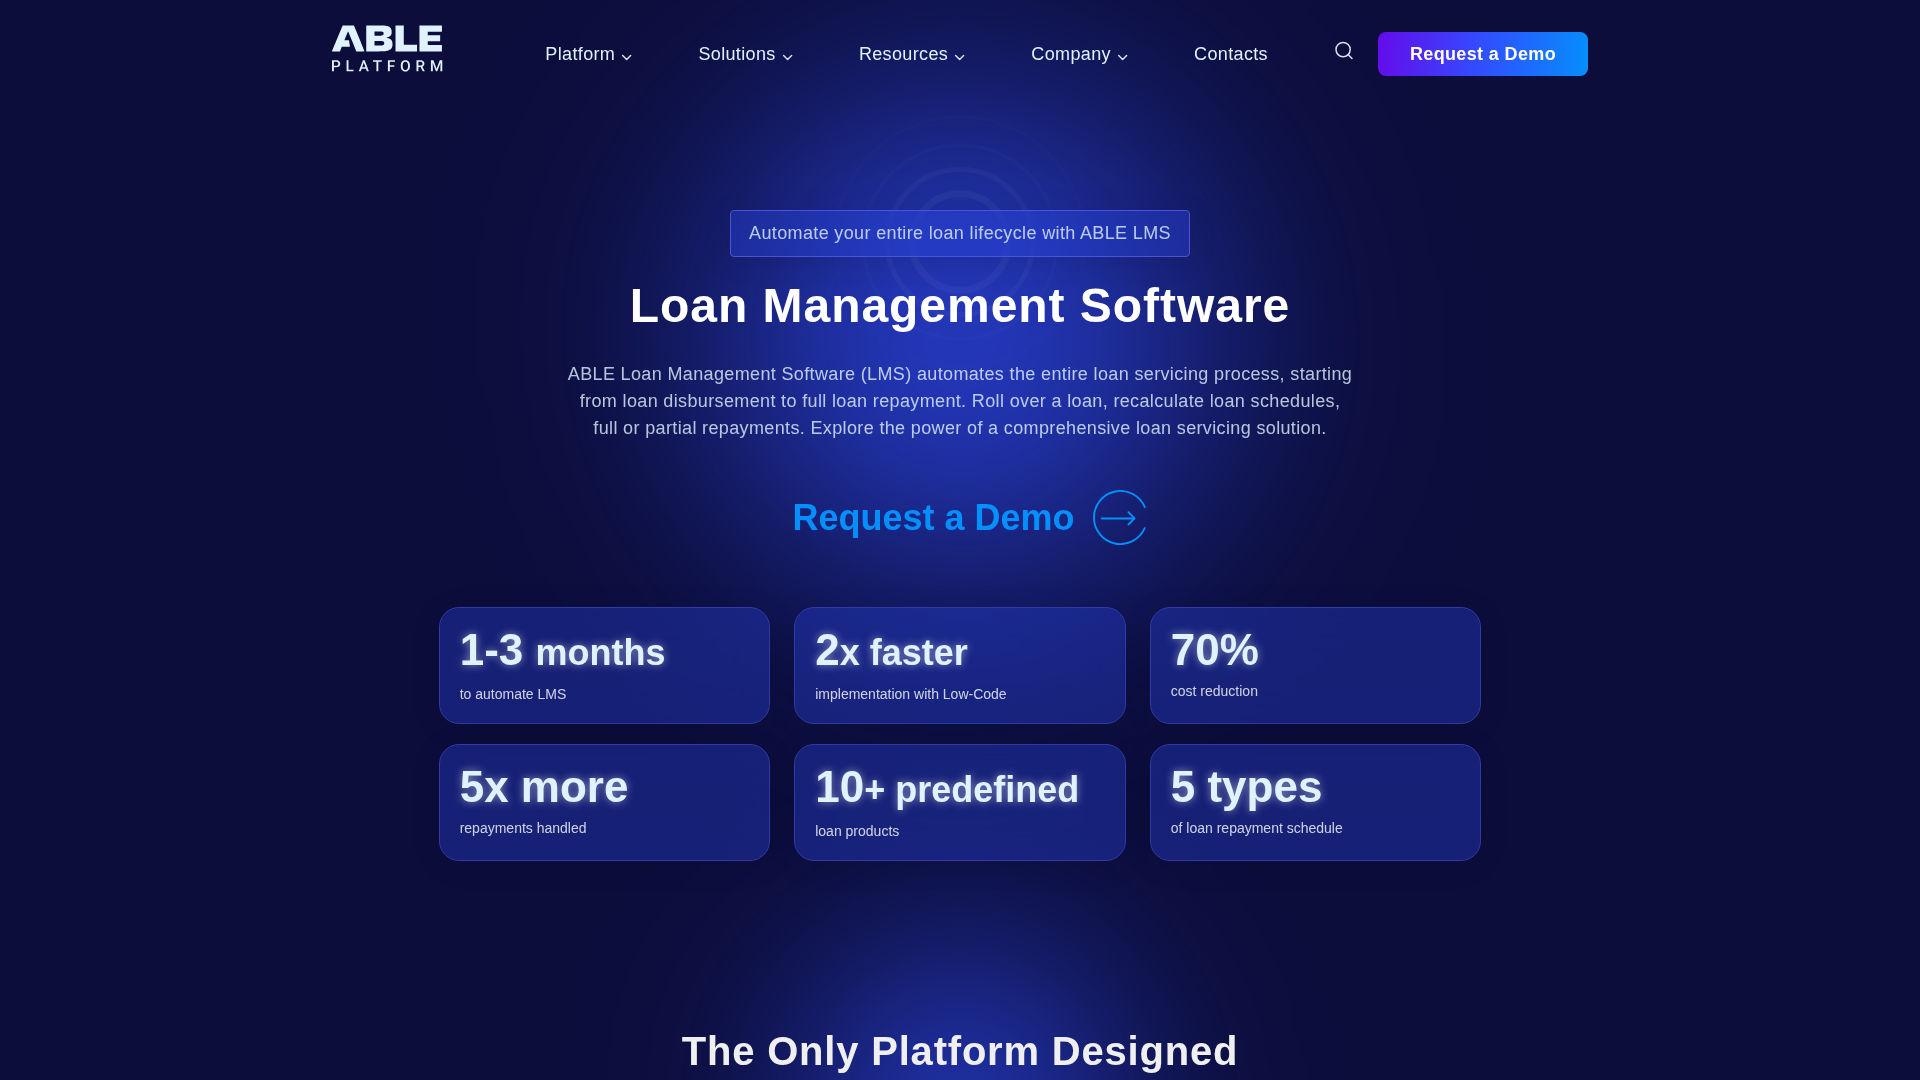 ABLE
PLATFORM
Platform
Solutions
Resources
Company
Contacts
Request a Demo
Automate your entire loan lifecycle with ABLE LMS
Loan Management Software
ABLE Loan Management Software (LMS) automates the entire loan servicing process, starting
from loan disbursement to full loan repayment. Roll over a loan, recalculate loan schedules,
full or partial repayments. Explore the power of a comprehensive loan servicing solution.
Request a Demo
1-3 months
to automate LMS
2x faster
implementation with Low-Code
70%
cost reduction
5x more
repayments handled
10+ predefined
loan products
5 types
of loan repayment schedule
The Only Platform Designed